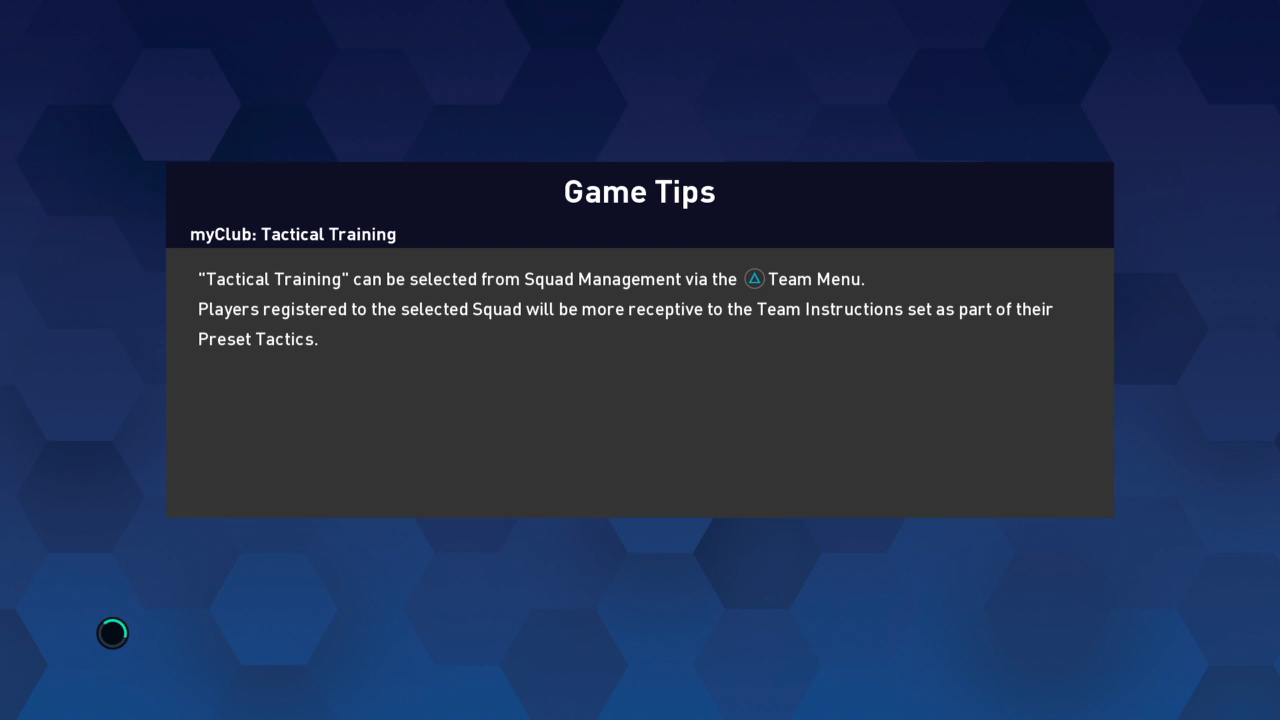 Game Tips
myClub: Tactical Training
"Tactical Training" can be selected from Squad Management via the Team Menu.
Players registered to the selected Squad will be more receptive to the Team Instructions set as part of their
Preset Tactics.